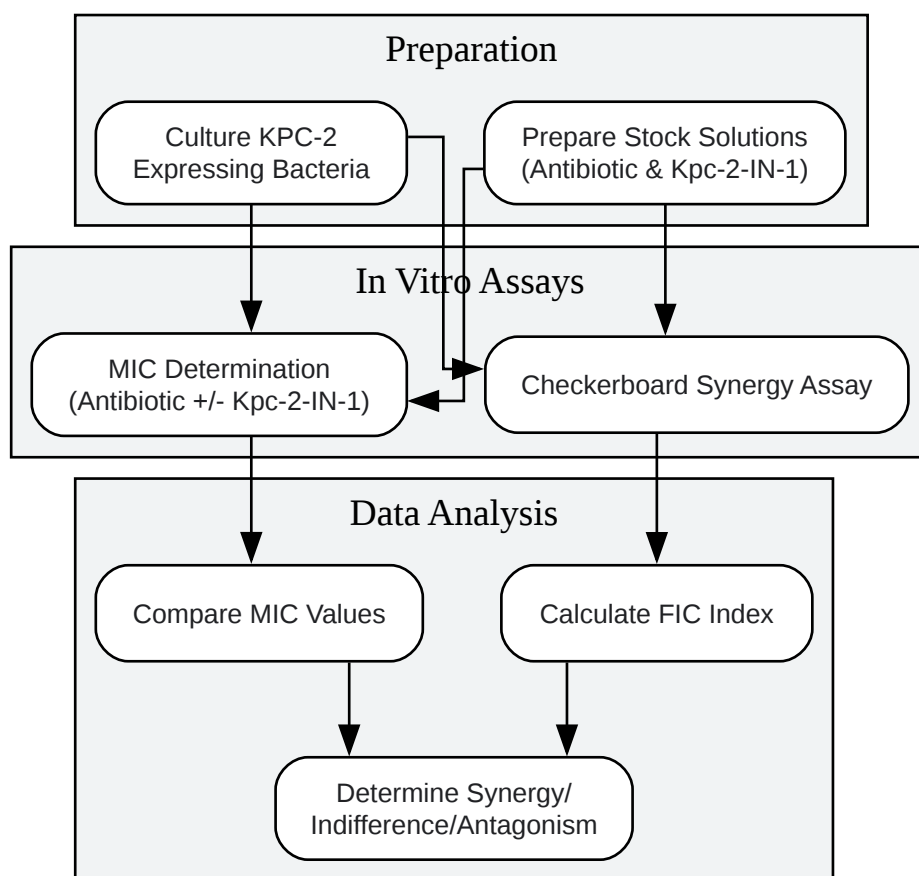 Preparation
Culture KPC-2
Expressing Bacteria
Prepare Stock Solutions
(Antibiotic & Kpc-2-IN-1)
In Vitro Assays
MIC Determination
(Antibiotic +/- Kpc-2-IN-1)
Checkerboard Synergy Assay
Data Analysis
Compare MIC Values
Calculate FIC Index
Determine Synergy/
Indifference/Antagonism